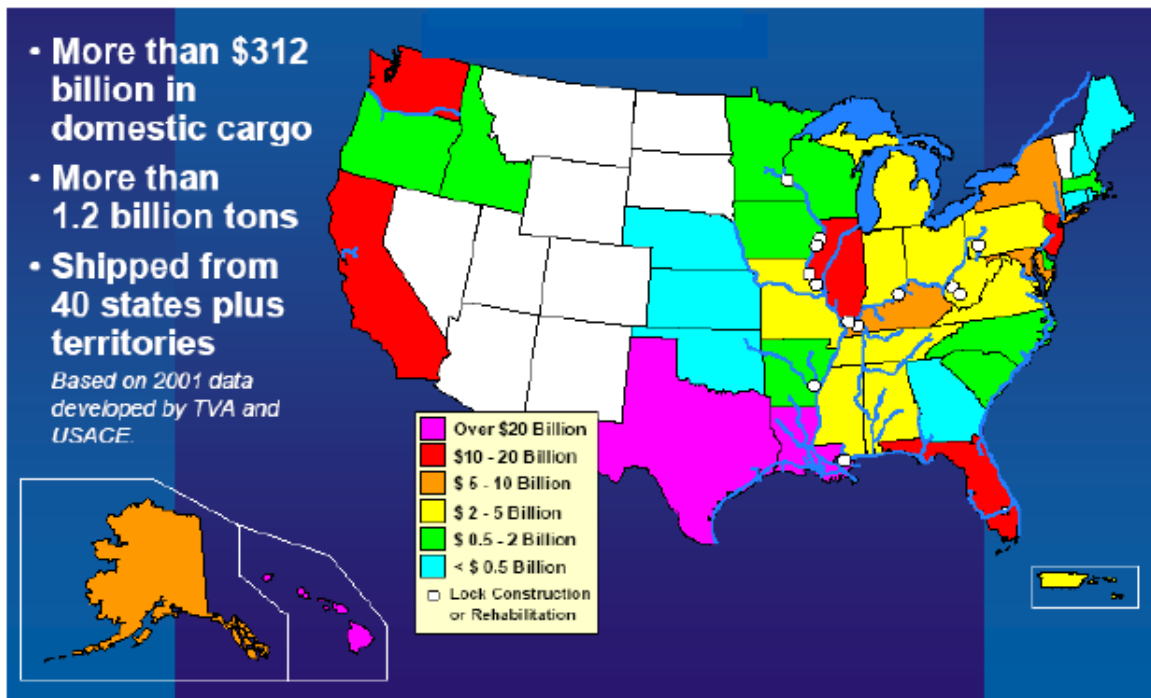 • More than $312
billion in
domestic cargo
• More than
1.2 billion tons
• Shipped from
40 states plus
territories
Based on 2001 data
developed by TVA and
USACE.
Over $20 Billion
$10 - 20 Billion
$ 5 - 10 Billion
$ 2 - 5 Billion
$ 0.5 - 2 Billion
< $ 0.5 Billion
Lock Construction
or Rehabilitation